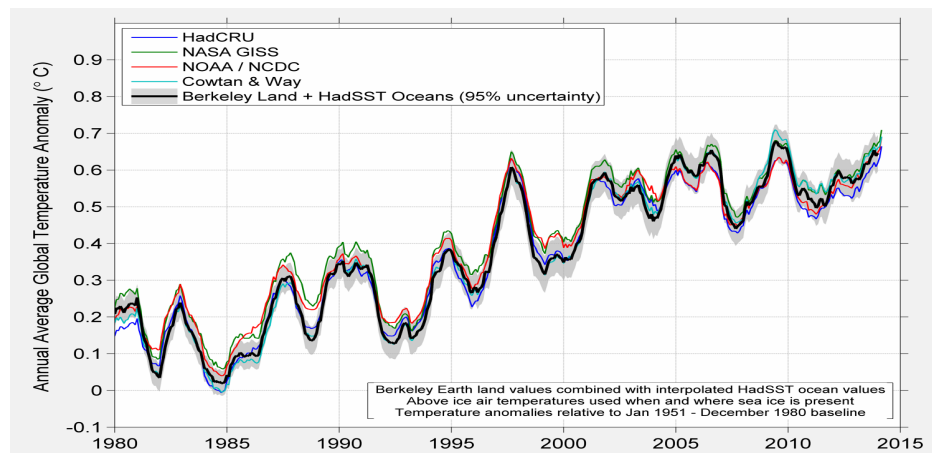 HadCRU
NASA GISS
NOAA / NCDC
Cowtan & Way
Berkeley Land + HadSST Oceans (95% uncertainty)
Annual Average Global Temperature Anomaly (° C)
0.9
0.8
0.7
0.6
0.5
0.4
0.3
0.2
0.1
0
-0.1
Berkeley Earth land values combined with interpolated HadSST ocean values
Above ice air temperatures used when and where sea ice is present
Temperature anomalies relative to Jan 1951 - December 1980 baseline
1980 1985 1990 1995 2000 2005 2010 2015